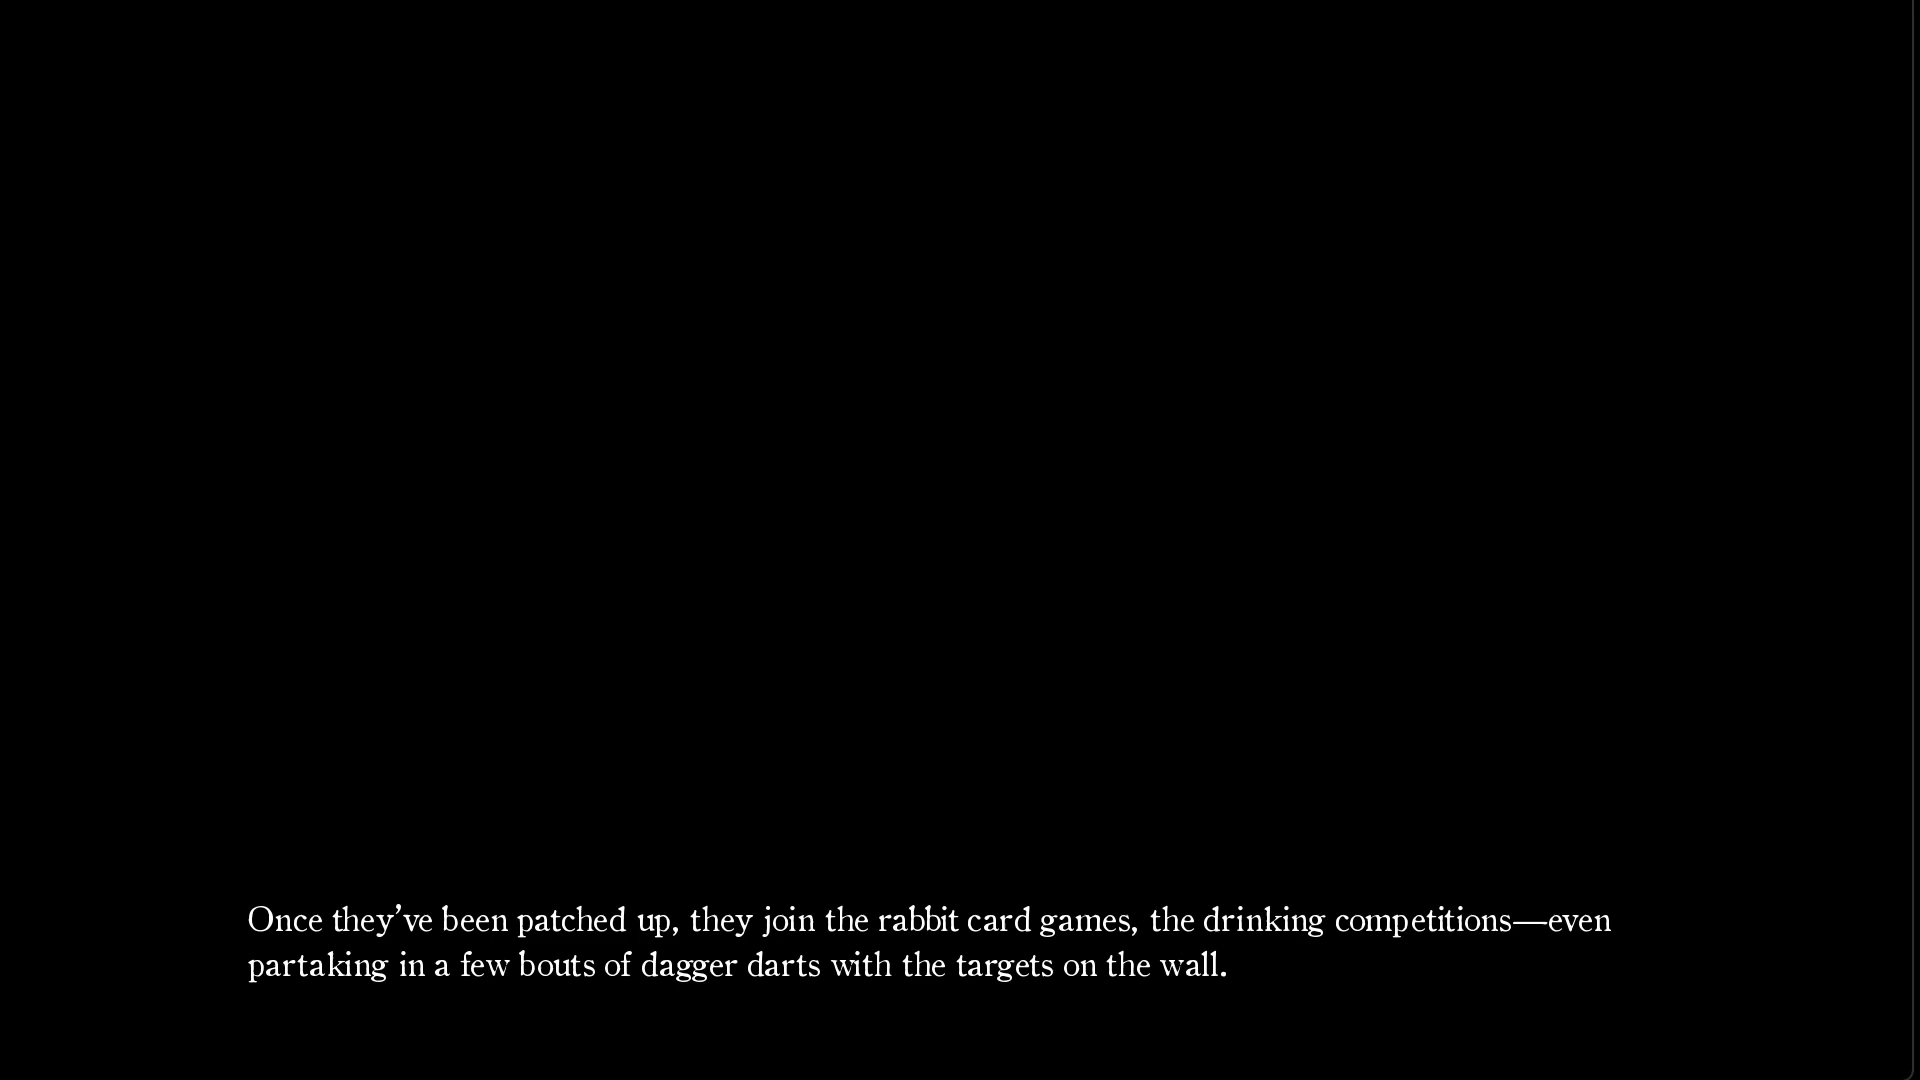 Once they’ve been patched up, they join the rabbit card games, the drinking competitions—even
partaking in a few bouts of dagger darts with the targets on the wall.